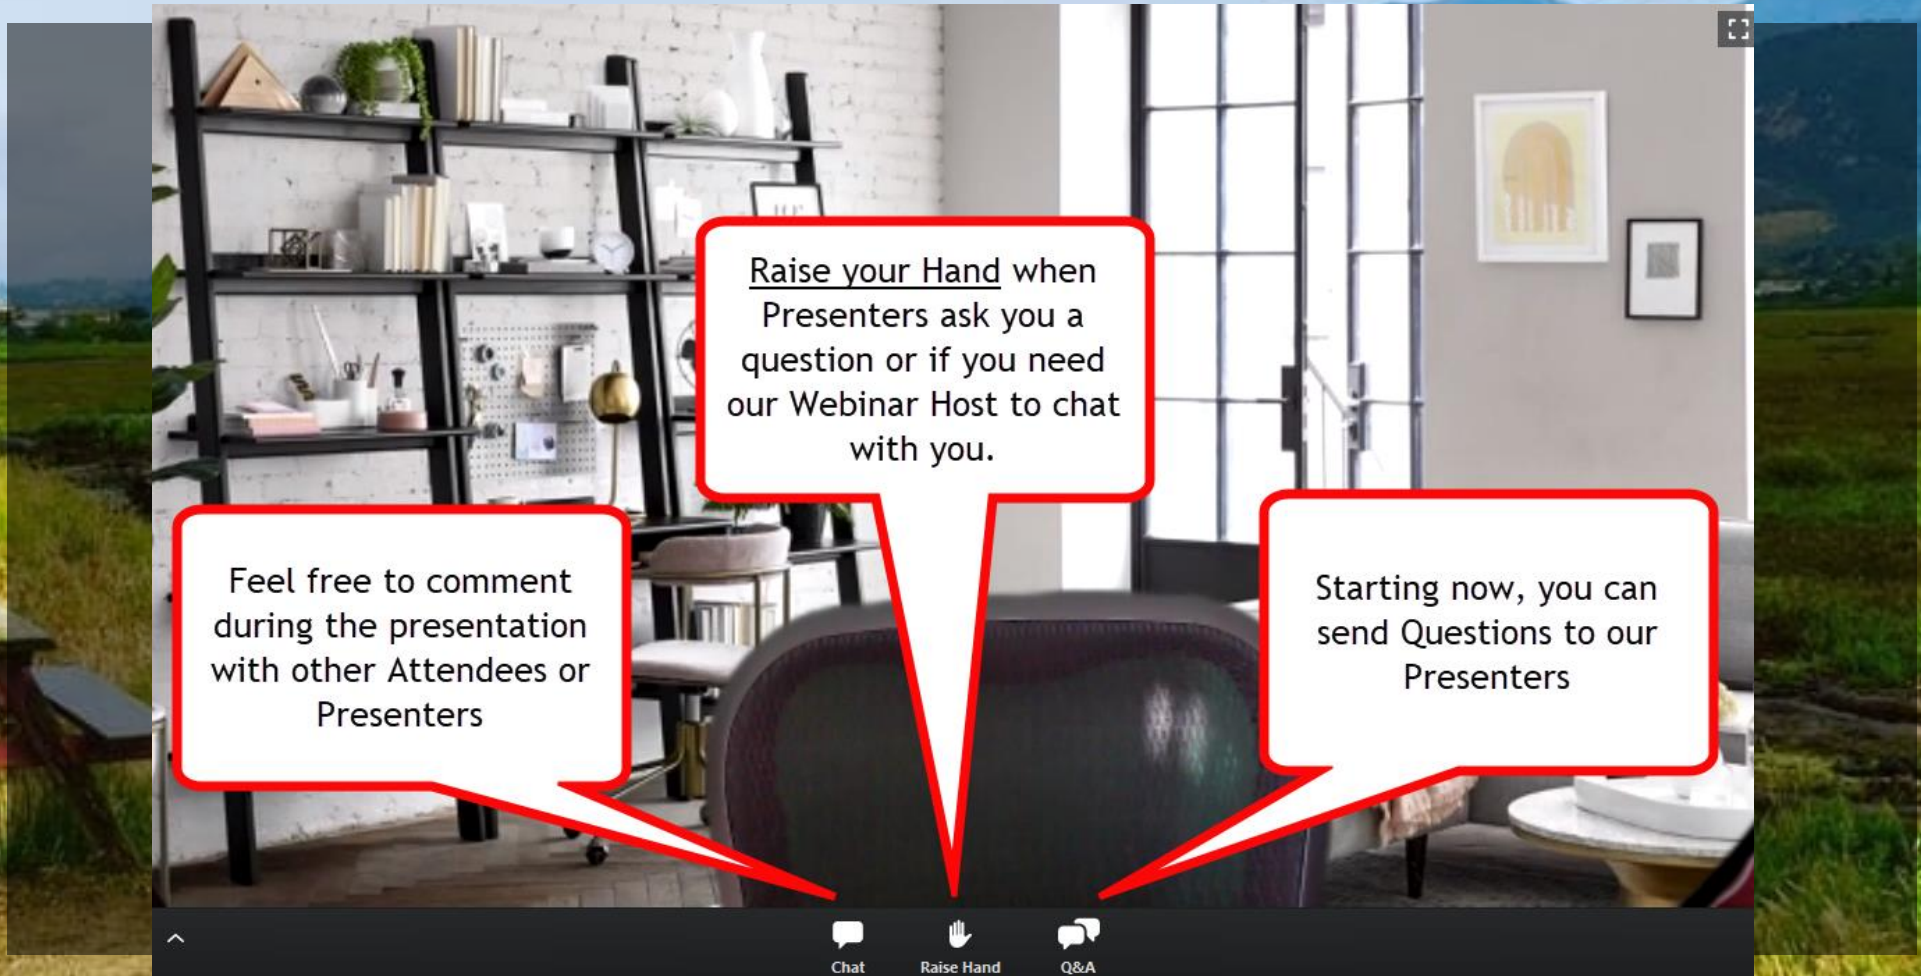 Raise your Hand when
Presenters ask you a
question or if you need
our Webinar Host to chat
with you.
Feel free to comment
during the presentation
with other Attendees or
Presenters
Starting now, you can
send Questions to our
Presenters
Chat
Raise Hand
Q&A